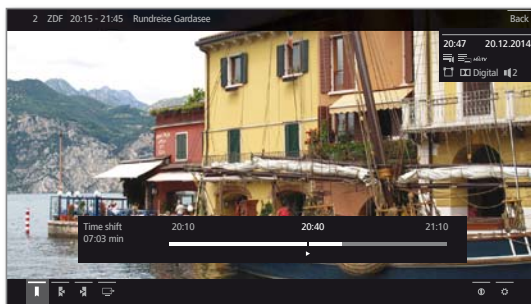 2 ZDF 20:15 - 21:45 Rundreise Gardasee Back
20:47 20.12.2014
Digital 2
Time shift 20:10 20:40 21:10
07:03 min